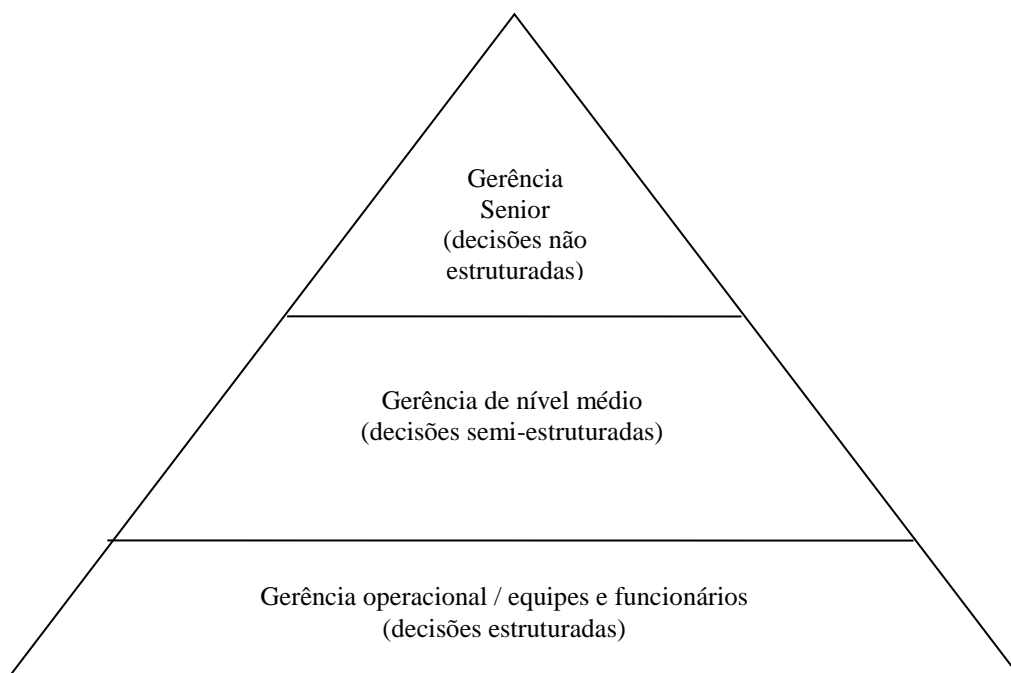 Gerência
Senior
(decisões não
estruturadas)
Gerência de nível médio
(decisões semi-estruturadas)
Gerência operacional / equipes e funcionários
(decisões estruturadas)